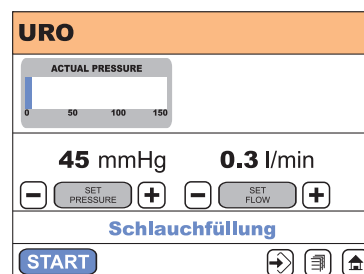 URO
ACTUAL PRESSURE
0 50 100 150
45 mmHg 0.3 l/min
− SET PRESSURE + − SET FLOW +
Schlauchfüllung
START